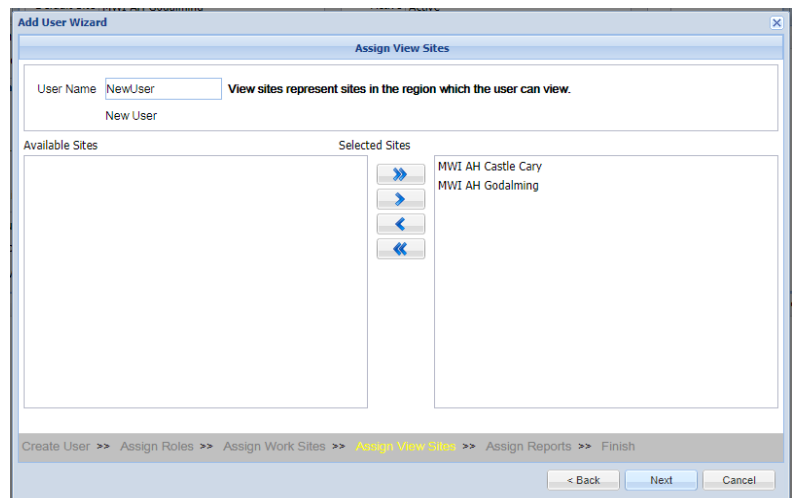 Add User Wizard
Assign View Sites
User Name NewUser View sites represent sites in the region which the user can view.
New User
Available Sites Selected Sites
MWI AH Castle Cary
MWI AH Godalming
Create User >> Assign Roles >> Assign Work Sites >> Assign View Sites >> Assign Reports >> Finish
< Back Next Cancel